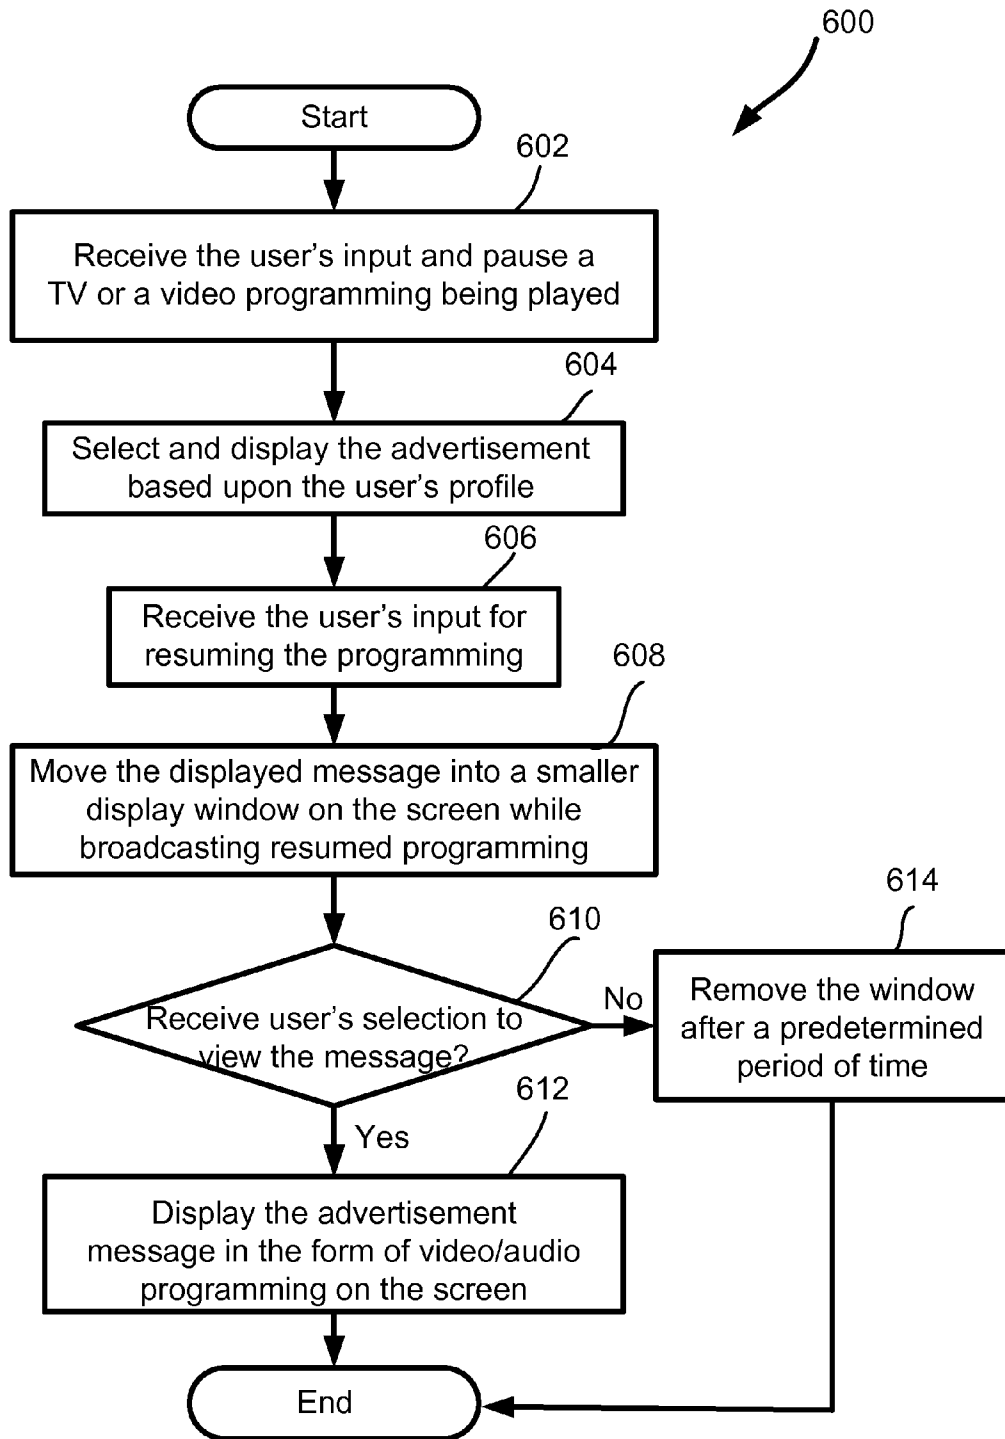 600
Start
602
Receive the user's input and pause a
TV or a video programming being played
604
Select and display the advertisement
based upon the user's profile
606
Receive the user's input for
resuming the programming
608
Move the displayed message into a smaller
display window on the screen while
broadcasting resumed programming
610
Receive user's selection to
view the message?
No
614
Remove the window
after a predetermined
period of time
Yes
612
Display the advertisement
message in the form of video/audio
programming on the screen
End